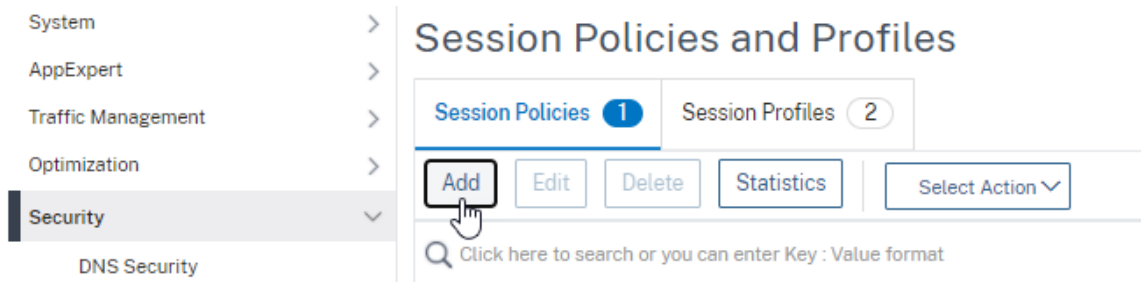 System
AppExpert
Traffic Management
Optimization
Security
DNS Security
Session Policies and Profiles
Session Policies 1 Session Profiles 2
Add Edit Delete Statistics Select Action
Click here to search or you can enter Key : Value format